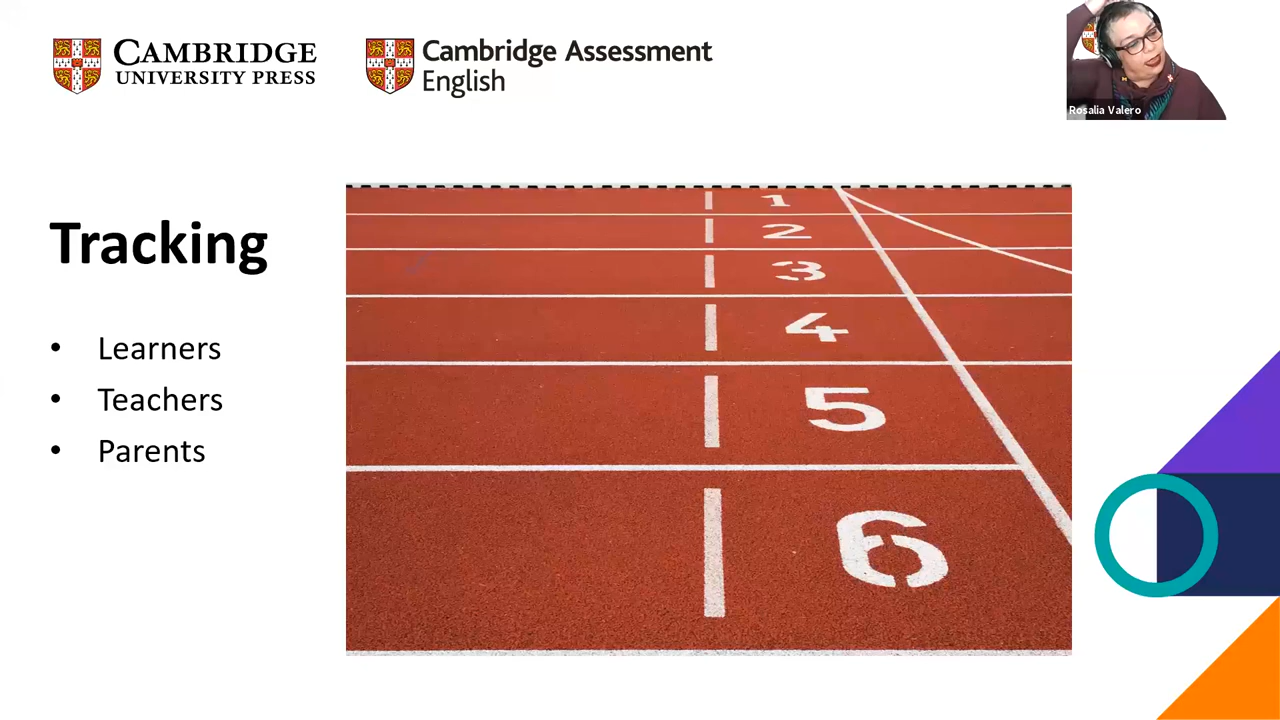 CAMBRIDGE
UNIVERSITY PRESS
Cambridge Assessment
English
Rosalia Valero
Tracking
• Learners
• Teachers
• Parents
1
2
3
4
5
6